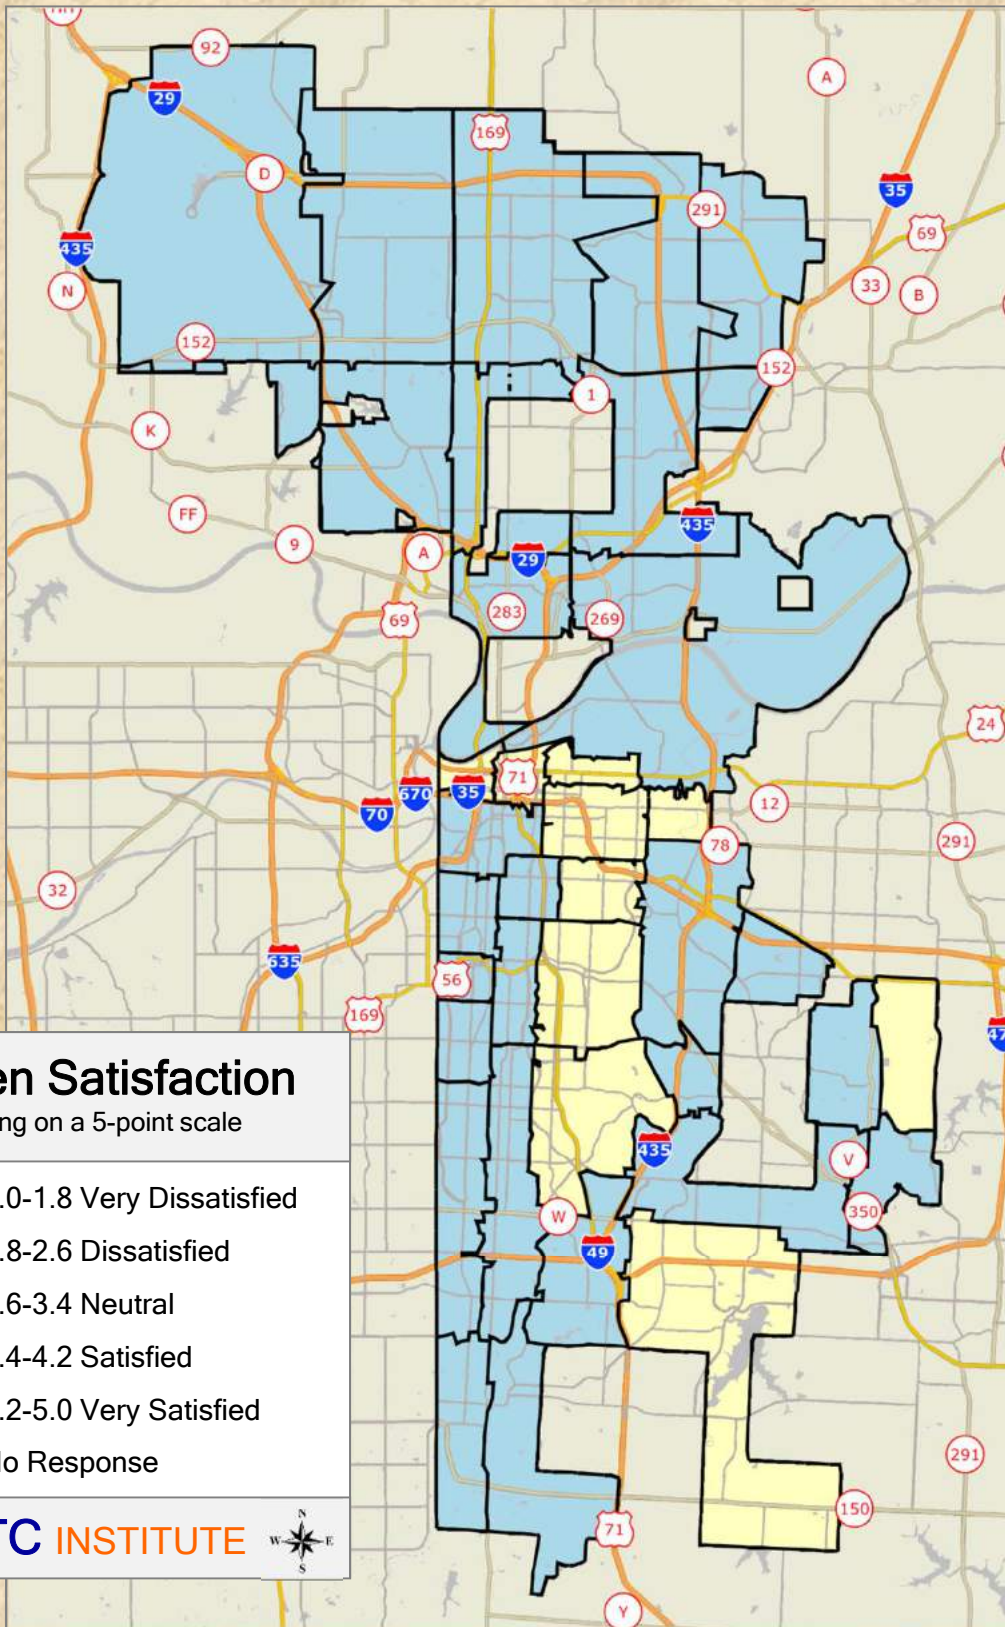 HH
92
A
29
169
D
35
291
69
435
N
33
B
152
152
1
K
FF
9
A
29
435
283
269
69
24
71
670
35
70
12
78
291
32
635
56
169
47
en Satisfaction
ng on a 5-point scale
.0-1.8 Very Dissatisfied
.8-2.6 Dissatisfied
.6-3.4 Neutral
.4-4.2 Satisfied
.2-5.0 Very Satisfied
lo Response
TC INSTITUTE
N
W E
S
435
V
W
350
49
291
150
71
Y